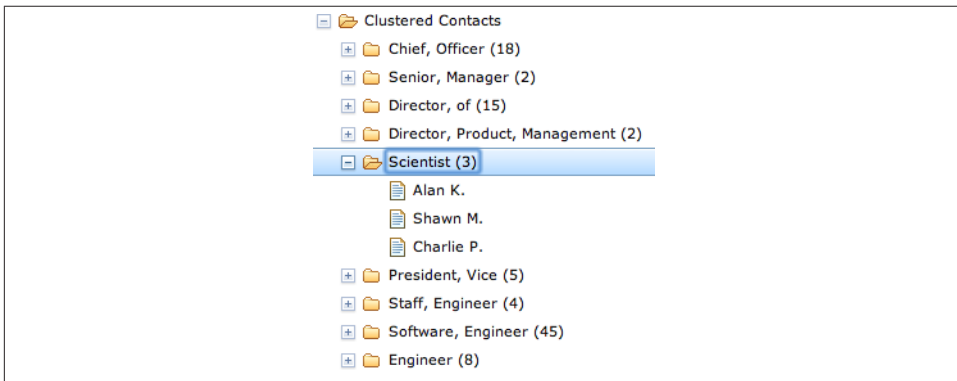 Clustered Contacts
Chief, Officer (18)
Senior, Manager (2)
Director, of (15)
Director, Product, Management (2)
Scientist (3)
Alan K.
Shawn M.
Charlie P.
President, Vice (5)
Staff, Engineer (4)
Software, Engineer (45)
Engineer (8)